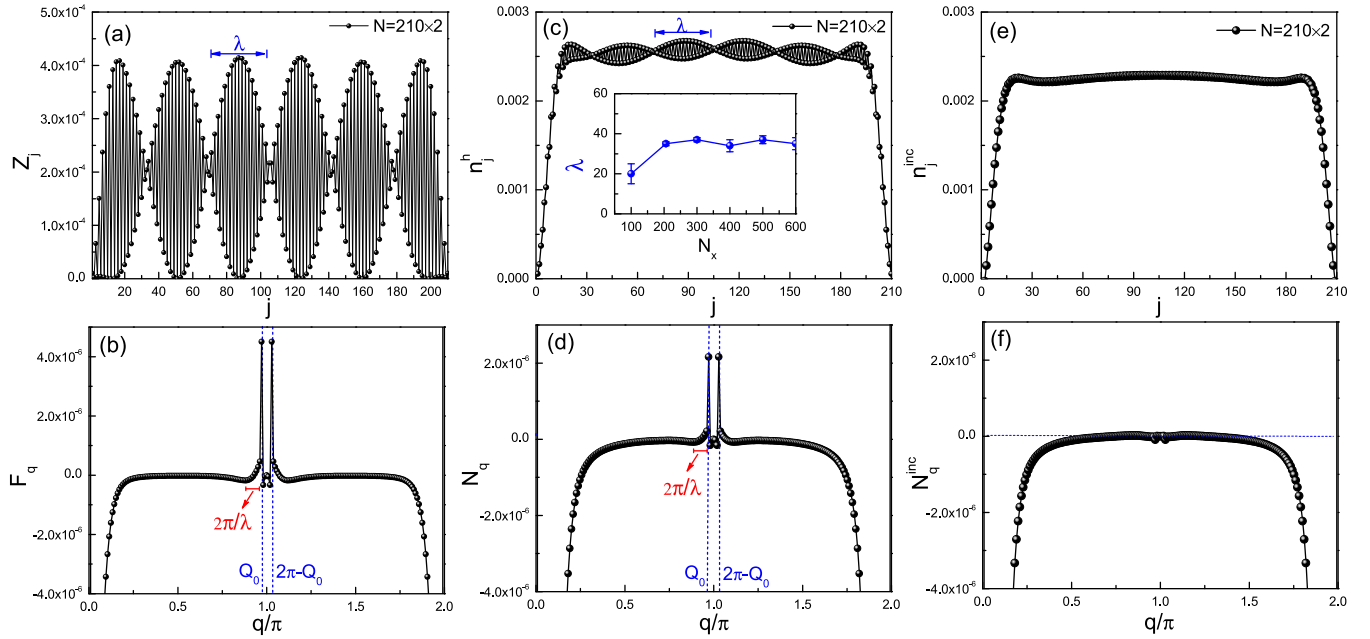 (a)
N=210×2
λ
5.0x10⁻⁴
4.0x10⁻⁴
3.0x10⁻⁴
2.0x10⁻⁴
1.0x10⁻⁴
0.0
Z_j
20 40 60 80 100 120 140 160 180 200
j
(c)
λ
N=210×2
0.003
0.002
0.001
0.000
n_j^h
60
40
20
0
λ
100 200 300 400 500 600
N_x
0 30 60 90 120 150 180 210
j
(e)
N=210×2
0.003
0.002
0.001
0.000
n_j^inc
0 30 60 90 120 150 180 210
j
(b)
4.0x10⁻⁶
2.0x10⁻⁶
0.0
-2.0x10⁻⁶
-4.0x10⁻⁶
F_q
2π/λ
Q₀ 2π-Q₀
0.0 0.5 1.0 1.5 2.0
q/π
(d)
2.0x10⁻⁶
0.0
-2.0x10⁻⁶
-4.0x10⁻⁶
N_q
2π/λ
Q₀ 2π-Q₀
0.0 0.5 1.0 1.5 2.0
q/π
(f)
2.0x10⁻⁶
0.0
-2.0x10⁻⁶
-4.0x10⁻⁶
N_q^inc
0.0 0.5 1.0 1.5 2.0
q/π